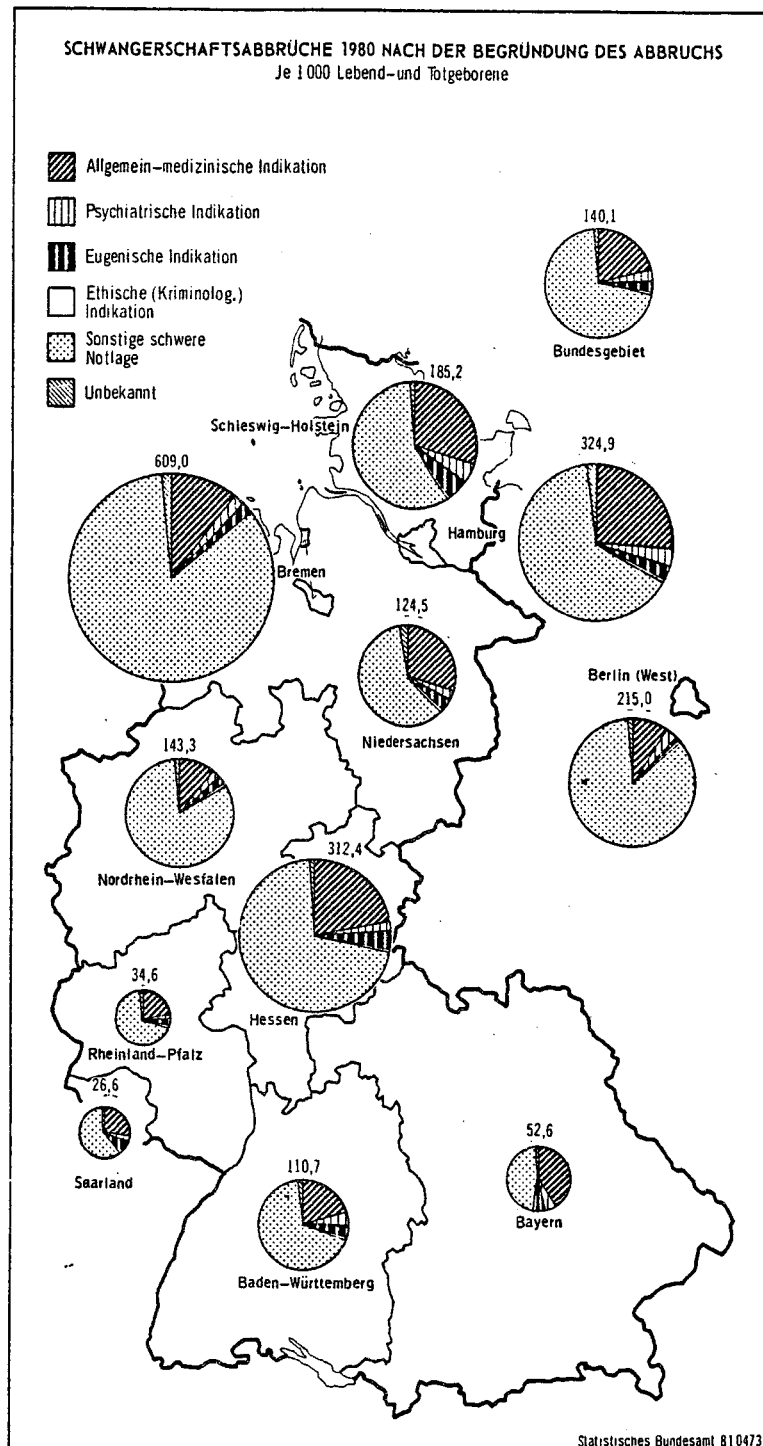 SCHWANGERSCHAFTSABBRÜCHE 1980 NACH DER BEGRÜNDUNG DES ABBRUCHS
Je 1000 Lebend-und Totgeborene
Allgemein-medizinische Indikation
Psychiatrische Indikation
Eugenische Indikation
Ethische (Kriminolog.)
Indikation
Sonstige schwere
Notlage
Unbekannt
140,1
Bundesgebiet
185,2
Schleswig-Holstein
609,0
Bremen
324,9
Hamburg
124,5
Niedersachsen
Berlin (West)
215,0
143,3
Nordrhein-Wesfalen
312,4
Hessen
34,6
Rheinland-Pfalz
26,6
Saarland
110,7
Baden-Württemberg
52,6
Bayern
Statistisches Bundesamt 810473